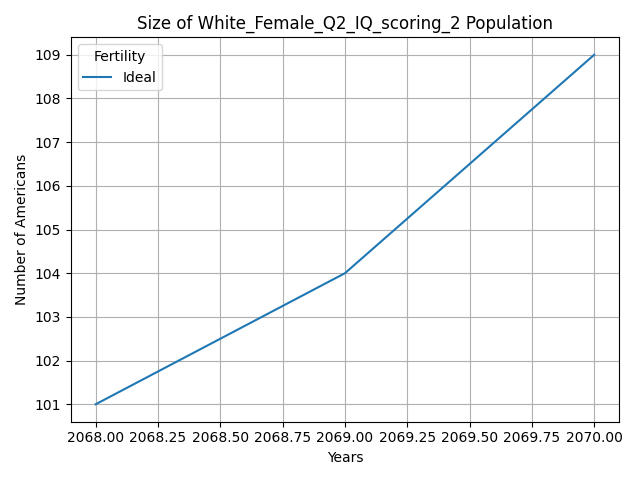 Size of White_Female_Q2_IQ_scoring_2 Population
Fertility
Ideal
Number of Americans
109
108
107
106
105
104
103
102
101
2068.00 2068.25 2068.50 2068.75 2069.00 2069.25 2069.50 2069.75 2070.00
Years